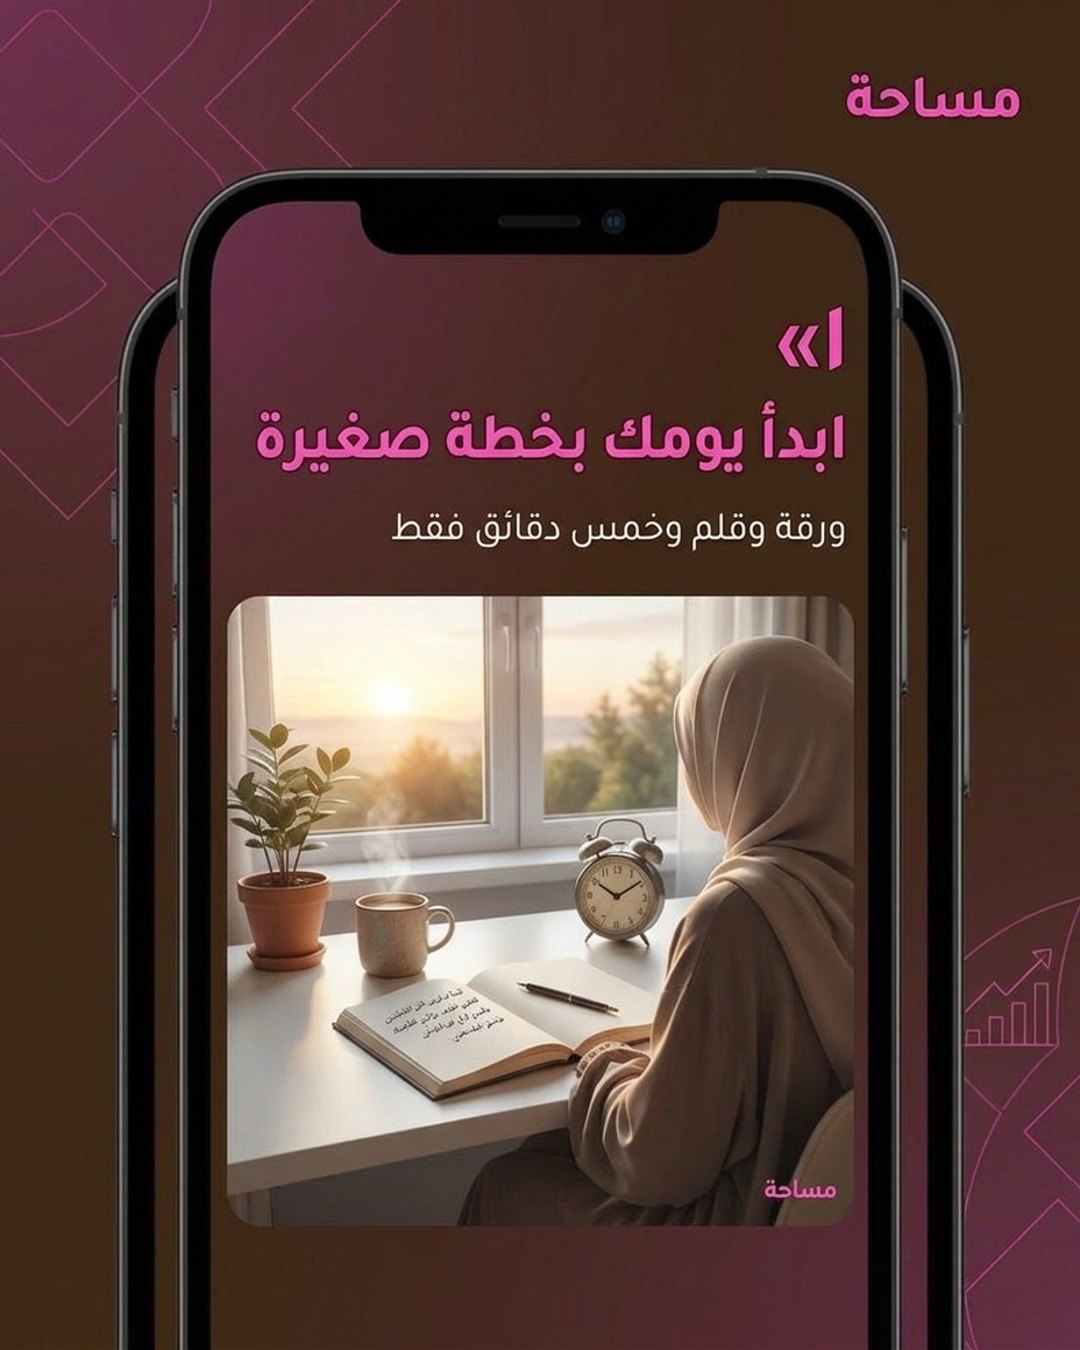 مساحة
«ا
ابدأ يومك بخطة صغيرة
ورقة وقلم وخمس دقائق فقط
مساحة